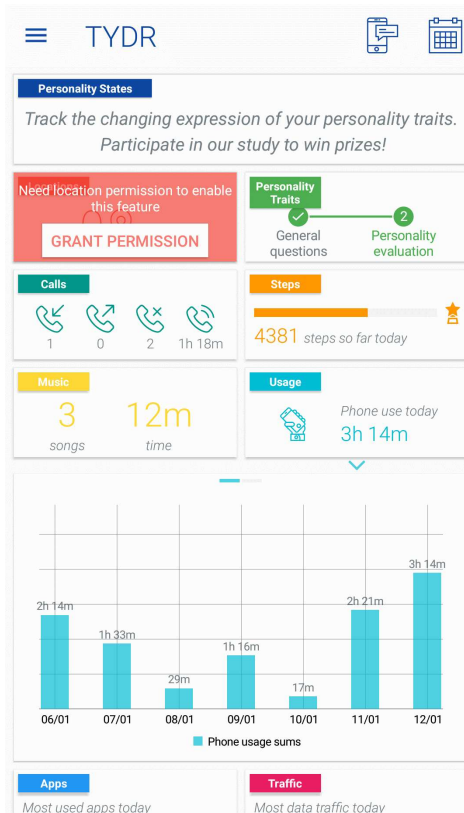 TYDR
Personality States
Track the changing expression of your personality traits.
Participate in our study to win prizes!
Locations
Need location permission to enable
this feature
GRANT PERMISSION
Personality
Traits
2
General
questions
Personality
evaluation
Calls
1
0
2
1h 18m
Steps
4381 steps so far today
Music
3
songs
12m
time
Usage
Phone use today
3h 14m
2h 14m
1h 33m
29m
1h 16m
17m
2h 21m
3h 14m
06/01
07/01
08/01
09/01
10/01
11/01
12/01
Phone usage sums
Apps
Most used apps today
Traffic
Most data traffic today